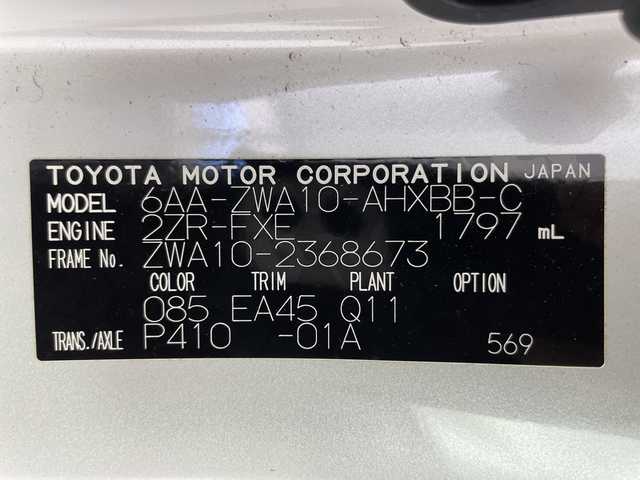 TOYOTA MOTOR CORPORATION JAPAN
MODEL 6AA-ZWA10-AHXBB-C
ENGINE 2ZR-FXE 1797 mL
FRAME No. ZWA10-2368673
COLOR TRIM PLANT OPTION
085 EA45 Q11
TRANS./AXLE P410 -01A 569